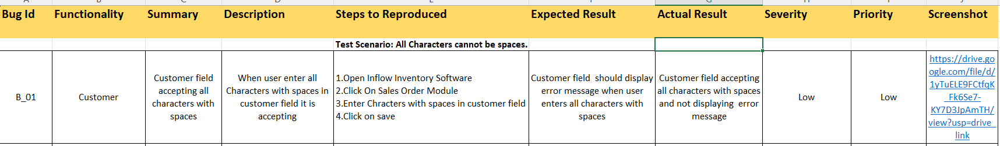 Bug Id Functionality Summary Description Steps to Reproduced Expected Result Actual Result Severity Priority Screenshot
Test Scenario: All Characters cannot be spaces.
B_01
Customer
Customer field
accepting all
characters with
spaces
When user enter all
Characters with spaces in
customer field it is
accepting
1.Open Inflow Inventory Software
2.Click On Sales Order Module
3.Enter Chracters with spaces in customer field
4.Click on save
Customer field  should display
error message when user
enters all characters with
spaces
Customer field accepting
all characters with spaces
and not displaying  error
message
Low
Low
https://drive.go
ogle.com/file/d/
1yTuELE9FCtfqK
_Fk6Se7-
KY7D3JpAmTH/
view?usp=drive_
link